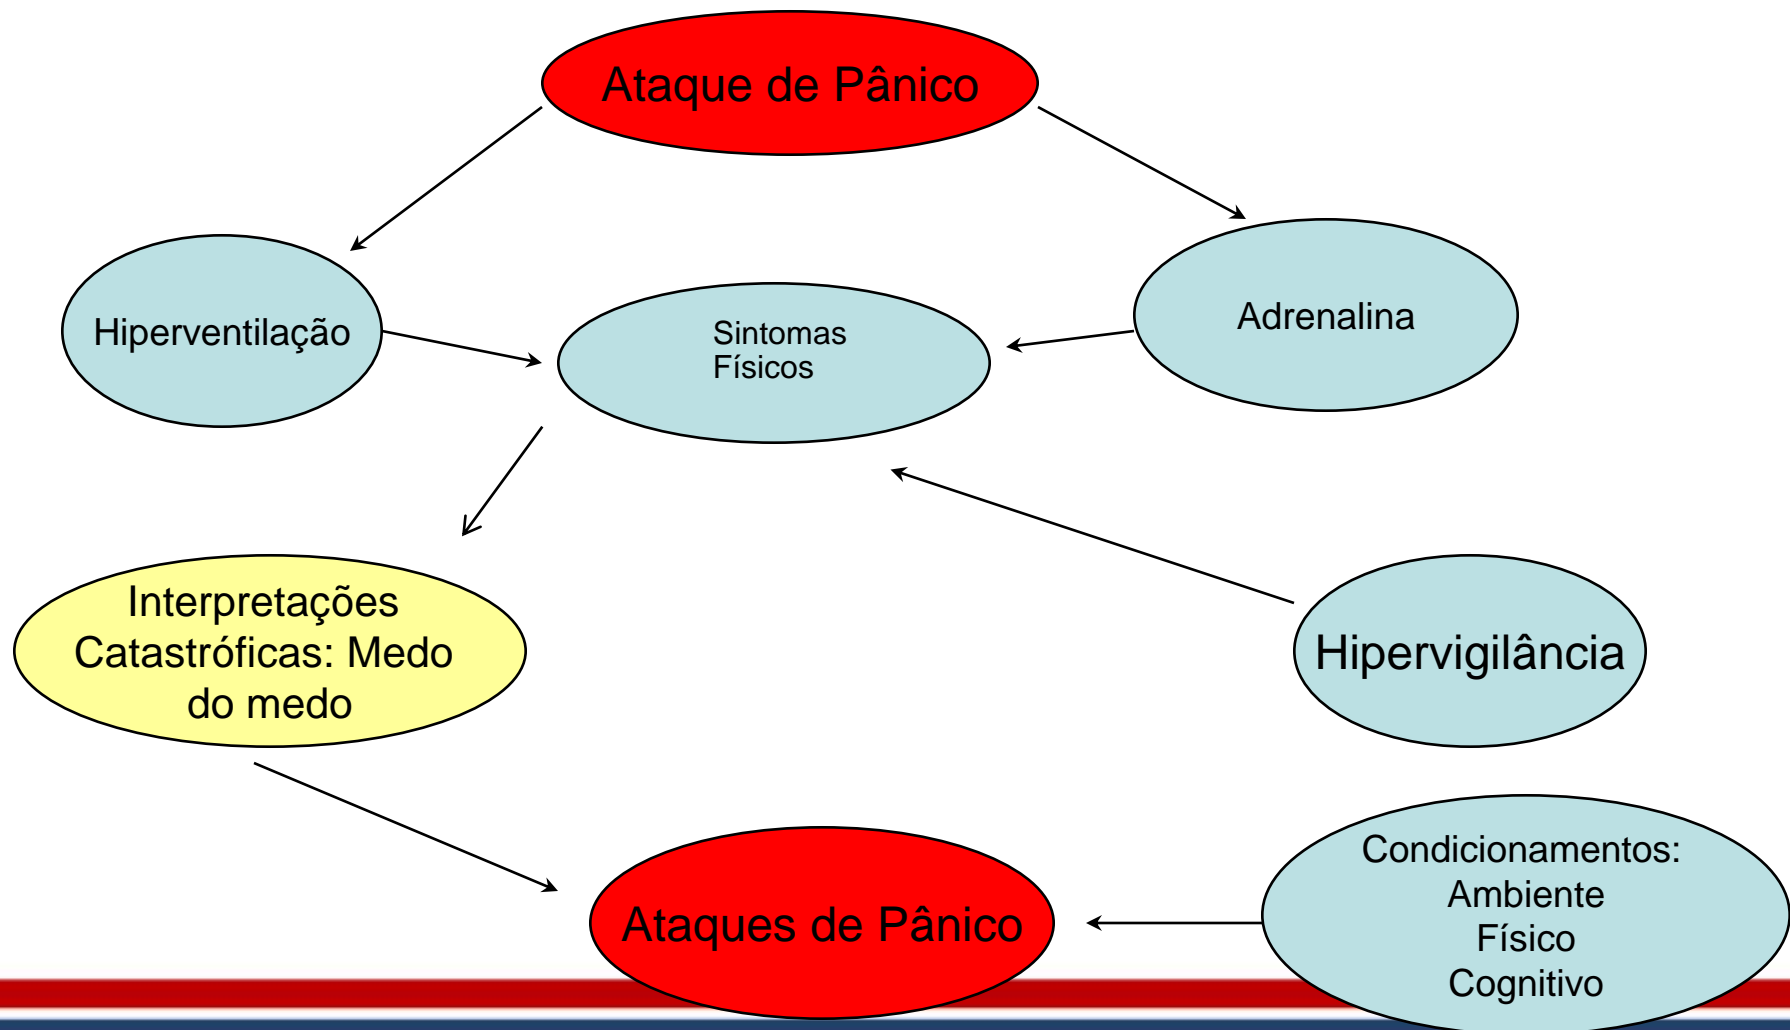 Ataque de Pânico
Hiperventilação
Sintomas
Físicos
Adrenalina
Interpretações
Catastróficas: Medo
do medo
Hipervigilância
Ataques de Pânico
Condicionamentos:
Ambiente
Físico
Cognitivo